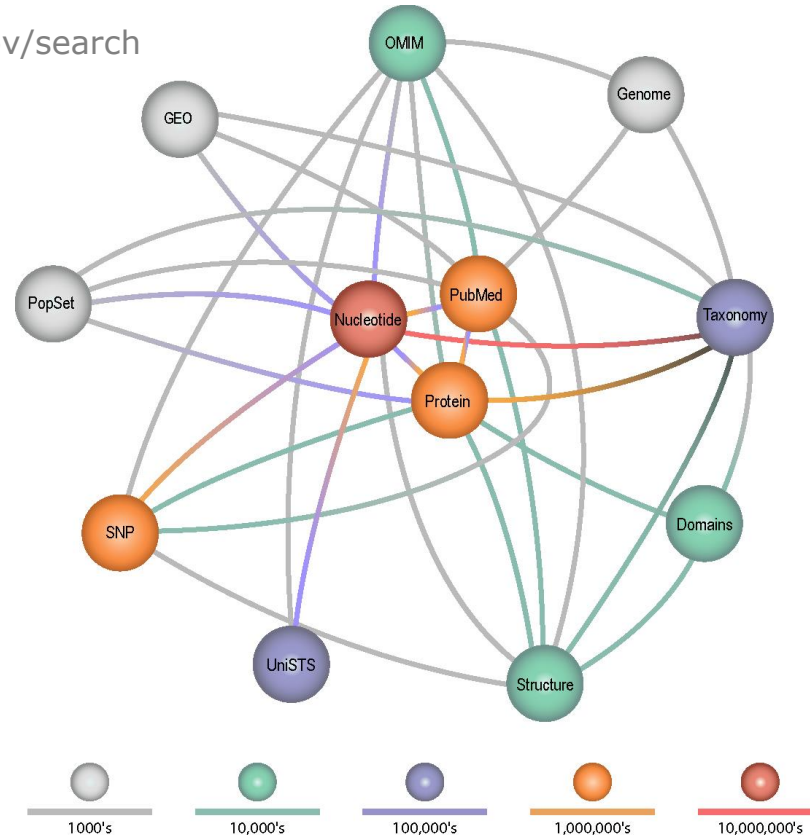 v/search
OMIM
Genome
GEO
PubMed
PopSet
Nucleotide
Taxonomy
Protein
SNP
Domains
UniSTS
Structure
1000's
10,000's
100,000's
1,000,000's
10,000,000's